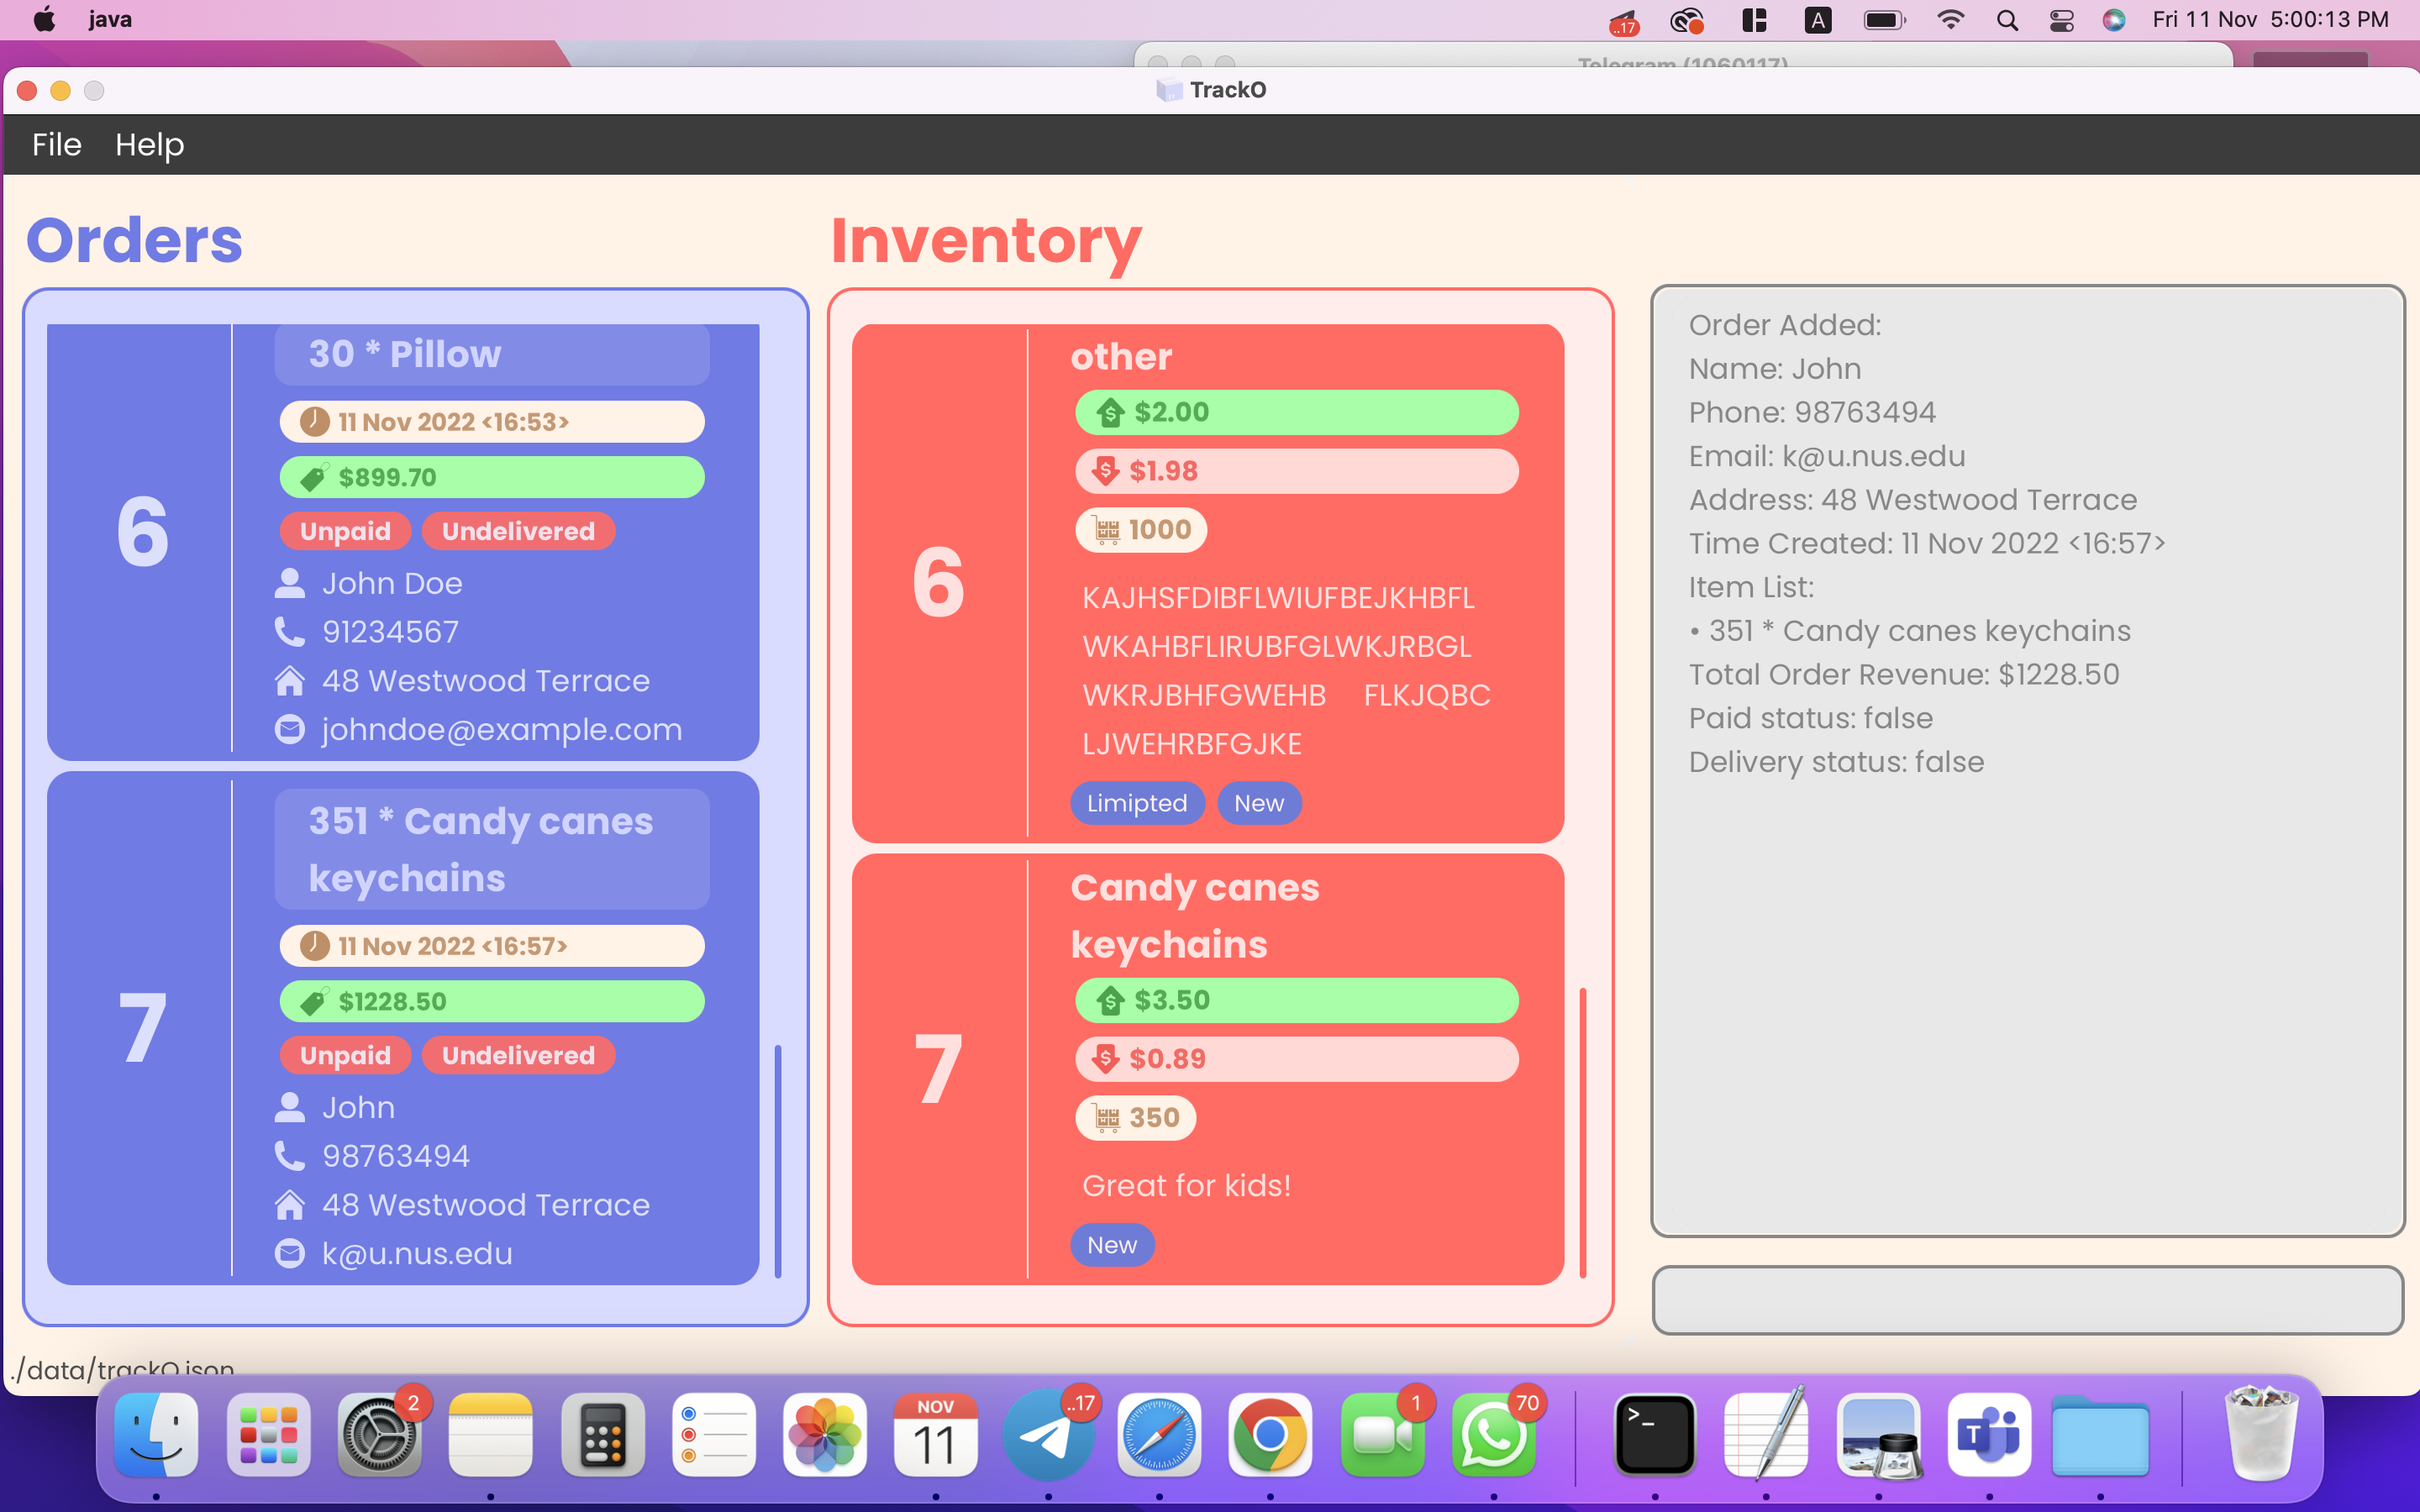 java
..17
A
Fri 11 Nov 5:00:13 PM
Telegram (1060117)
TrackO
File Help
Orders
30 * Pillow
11 Nov 2022 <16:53>
$899.70
Unpaid Undelivered
6
John Doe
91234567
48 Westwood Terrace
johndoe@example.com
351 * Candy canes
keychains
11 Nov 2022 <16:57>
$1228.50
7
Unpaid Undelivered
John
98763494
48 Westwood Terrace
k@u.nus.edu
Inventory
other
$2.00
$1.98
1000
6
KAJHSFDIBFLWIUFBEJKHBFL
WKAHBFLIRUBFGLWKJRBGL
WKRJBHFGWEHB FLKJQBC
LJWEHRBFGJKE
Limipted New
Candy canes
keychains
$3.50
$0.89
7
350
Great for kids!
New
Order Added:
Name: John
Phone: 98763494
Email: k@u.nus.edu
Address: 48 Westwood Terrace
Time Created: 11 Nov 2022 <16:57>
Item List:
• 351 * Candy canes keychains
Total Order Revenue: $1228.50
Paid status: false
Delivery status: false
./data/trackO.json
2
NOV
11
..17
1
70
>_
T